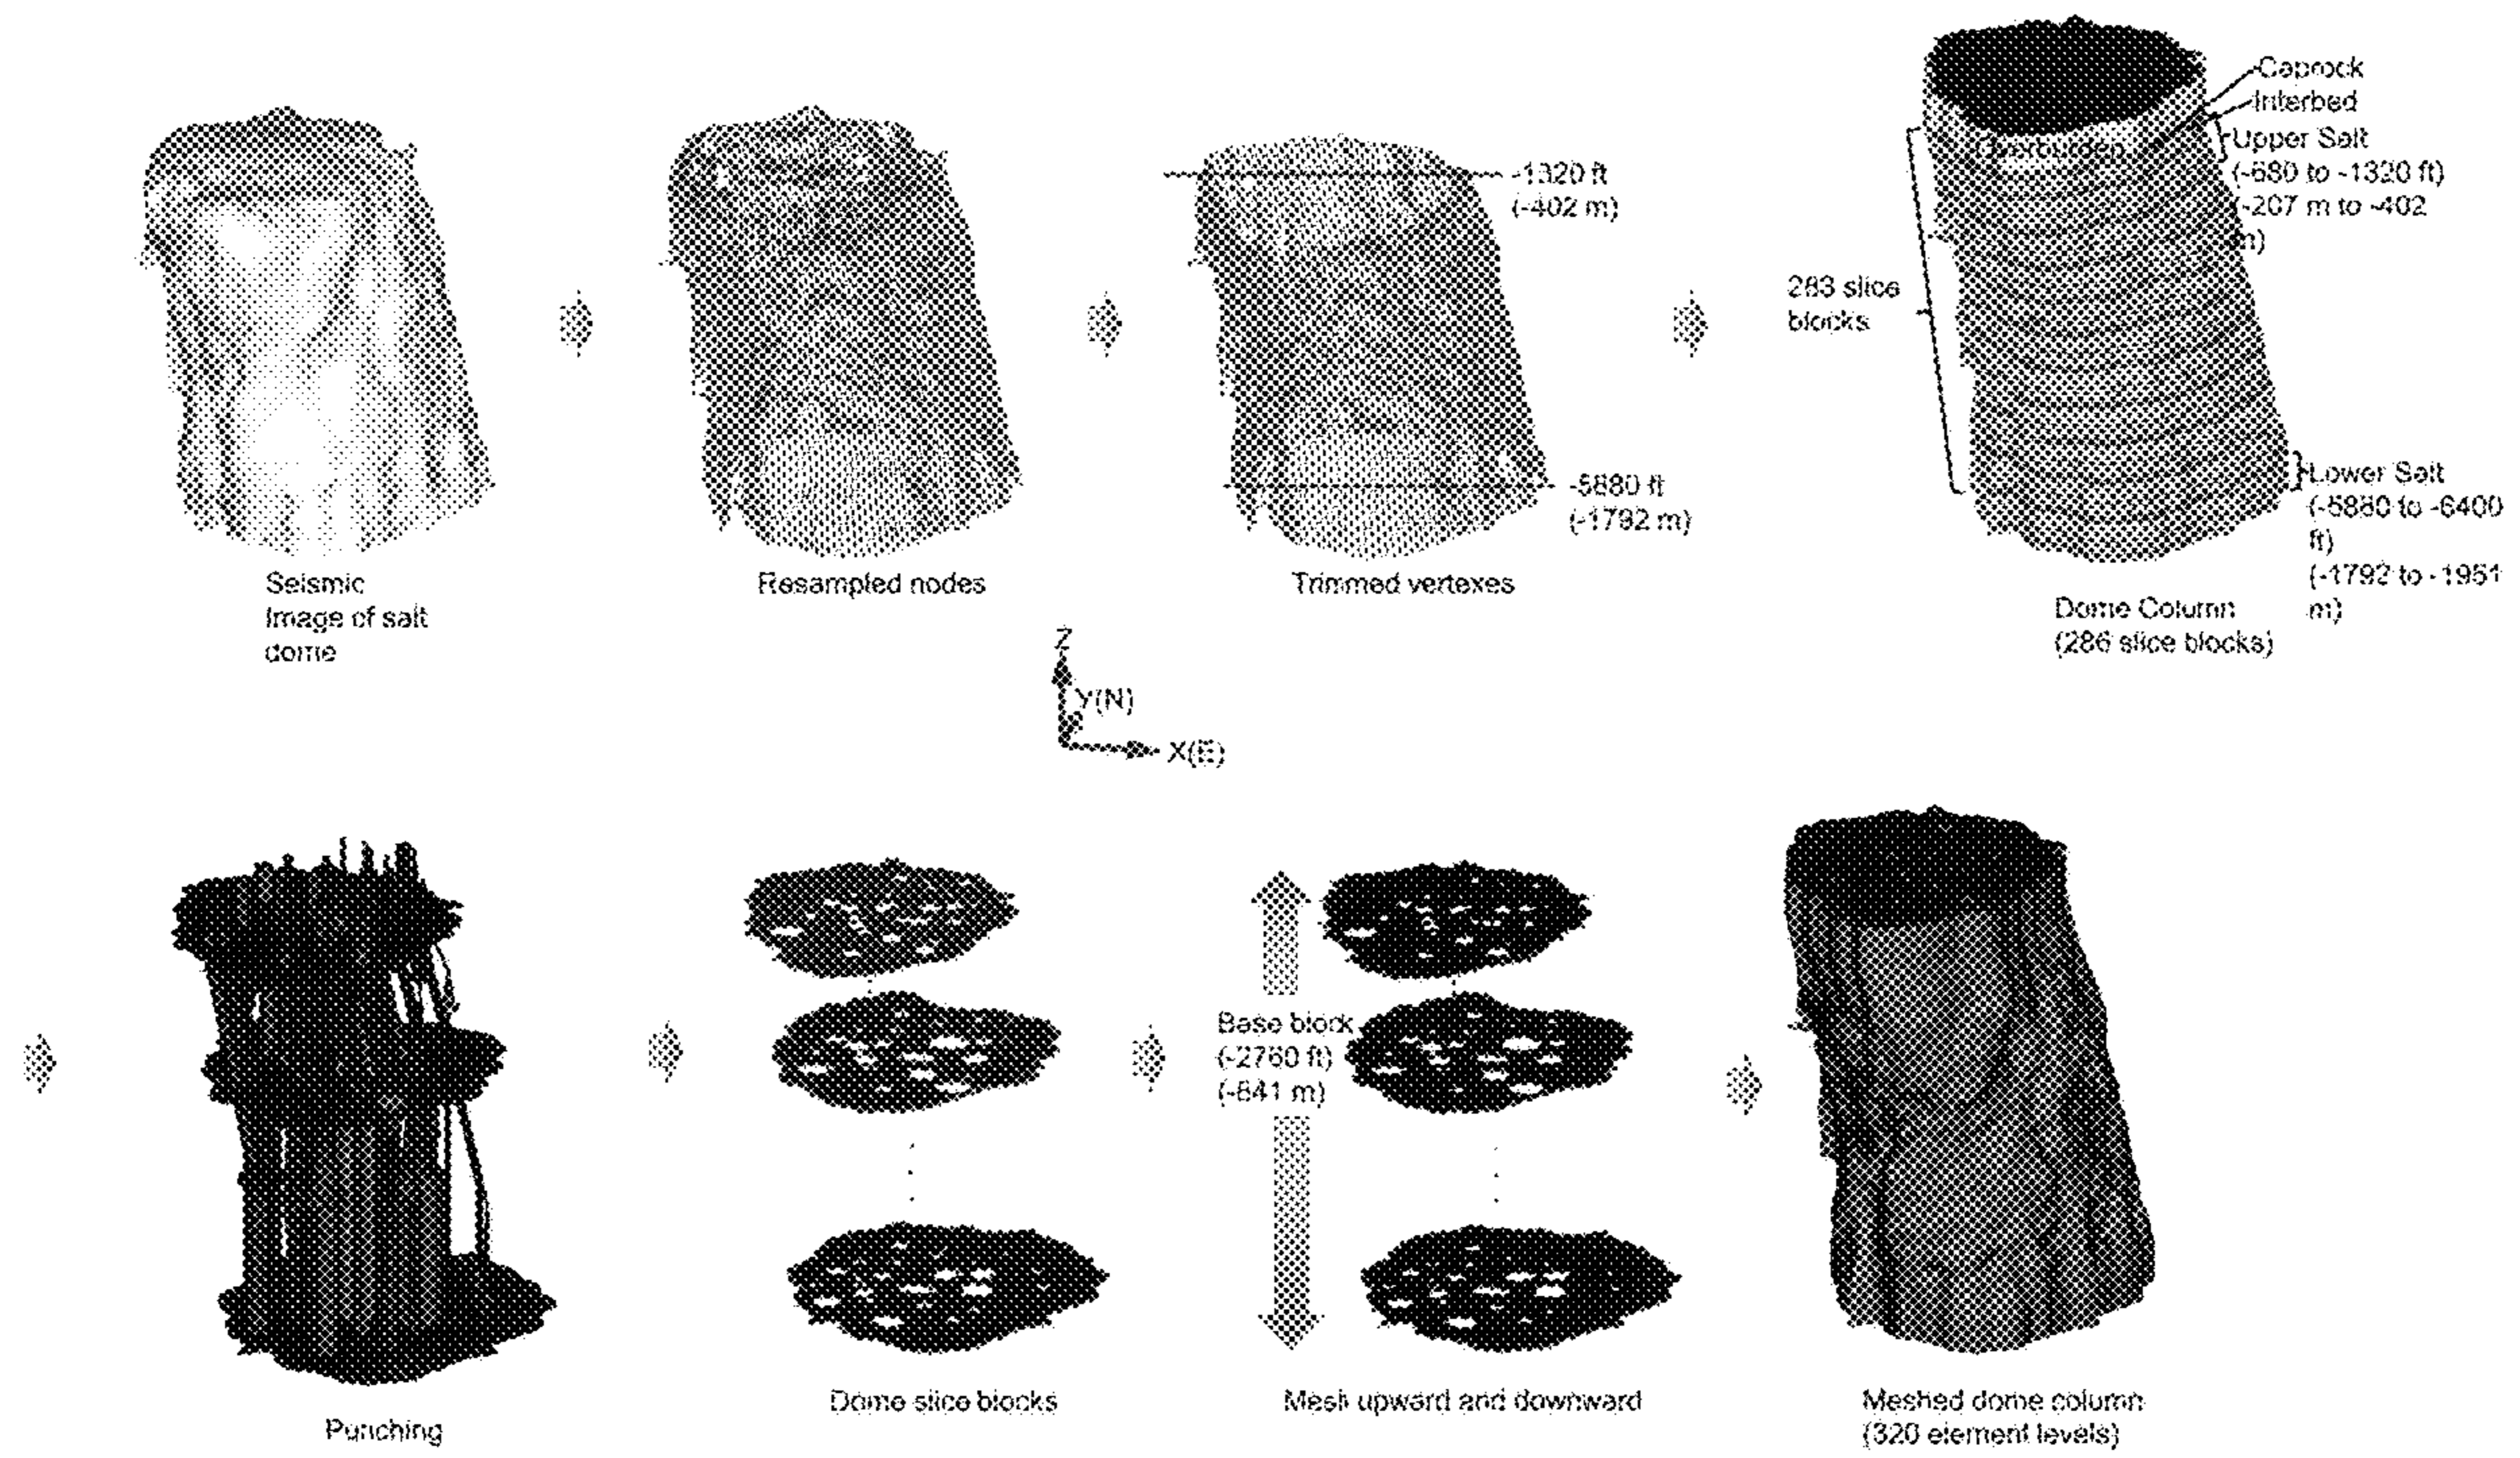 Caprock
Interbed
Upper Salt
(-680 to -1320 ft)
(-207 m to -402
m)
Overburden
-1320 ft
(-402 m)
283 slice
blocks
-5880 ft
(-1792 m)
Lower Salt
(-5880 to -6400
ft)
(-1792 to -1951
m)
Seismic
Image of salt
dome
Resampled nodes
Trimmed vertexes
Dome Column
(286 slice blocks)
Z
Y(N)
X(E)
Base block
(-2760 ft)
(-841 m)
Punching
Dome slice blocks
Mesh upward and downward
Meshed dome column
(320 element levels)